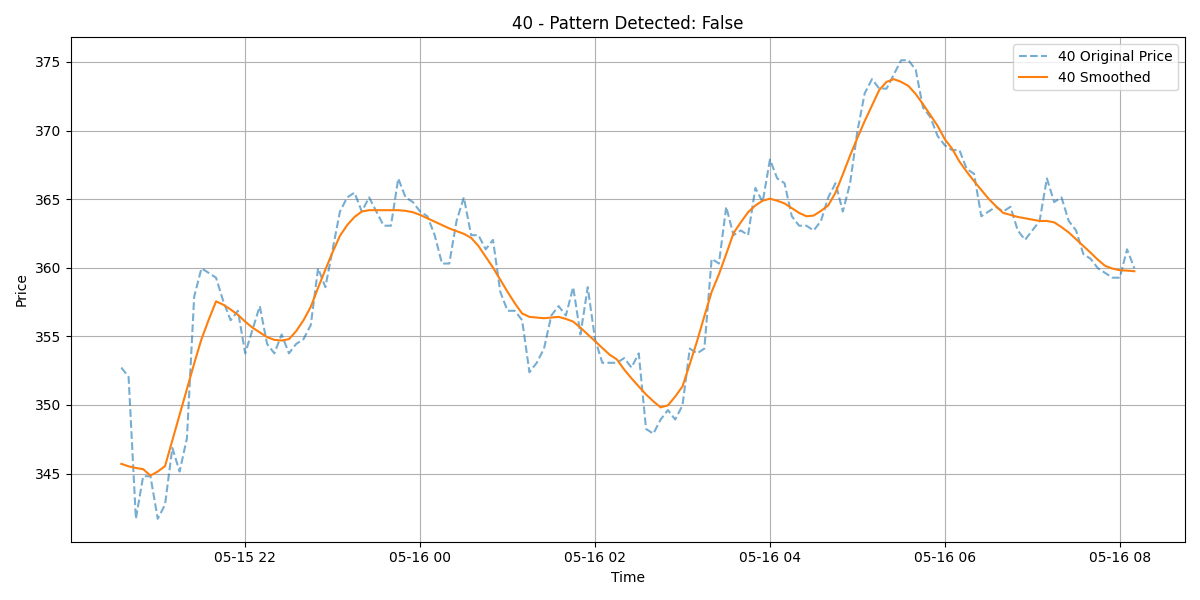 40 - Pattern Detected: False
40 Original Price
40 Smoothed
375
370
365
360
355
350
345
Price
05-15 22
05-16 00
05-16 02
05-16 04
05-16 06
05-16 08
Time